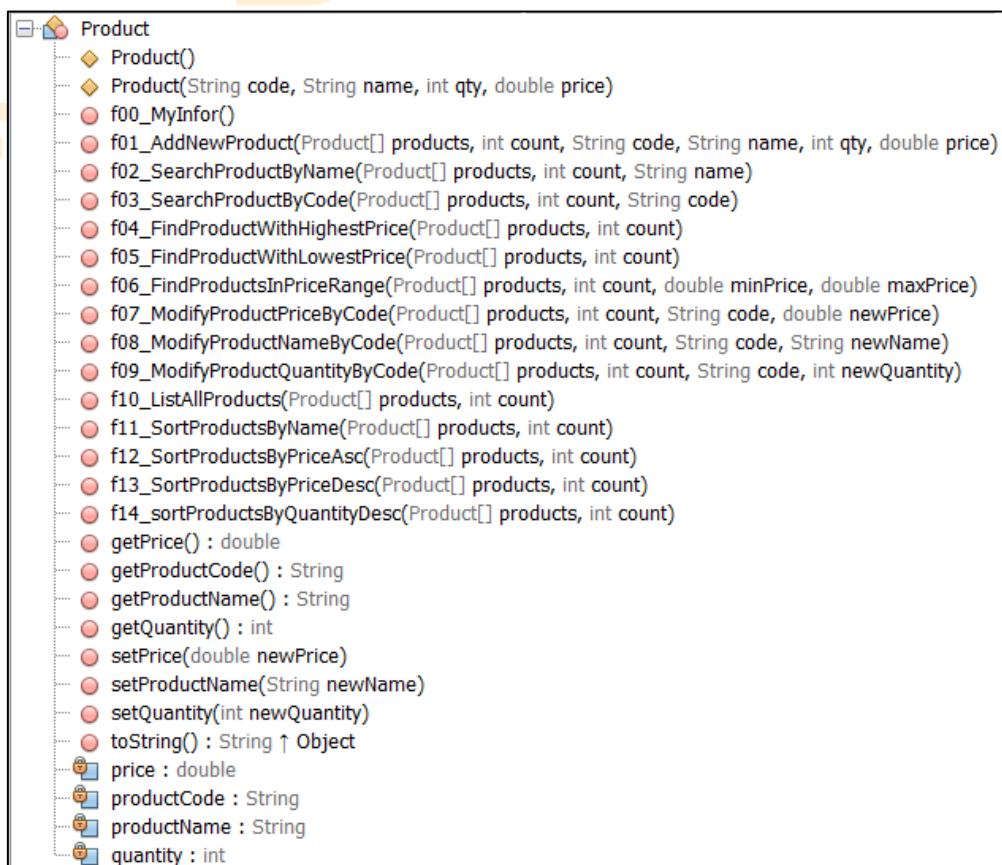 Product
Product()
Product(String code, String name, int qty, double price)
f00_MyInfor()
f01_AddNewProduct(Product[] products, int count, String code, String name, int qty, double price)
f02_SearchProductByName(Product[] products, int count, String name)
f03_SearchProductByCode(Product[] products, int count, String code)
f04_FindProductWithHighestPrice(Product[] products, int count)
f05_FindProductWithLowestPrice(Product[] products, int count)
f06_FindProductsInPriceRange(Product[] products, int count, double minPrice, double maxPrice)
f07_ModifyProductPriceByCode(Product[] products, int count, String code, double newPrice)
f08_ModifyProductNameByCode(Product[] products, int count, String code, String newName)
f09_ModifyProductQuantityByCode(Product[] products, int count, String code, int newQuantity)
f10_ListAllProducts(Product[] products, int count)
f11_SortProductsByName(Product[] products, int count)
f12_SortProductsByPriceAsc(Product[] products, int count)
f13_SortProductsByPriceDesc(Product[] products, int count)
f14_sortProductsByQuantityDesc(Product[] products, int count)
getPrice() : double
getProductCode() : String
getProductName() : String
getQuantity() : int
setPrice(double newPrice)
setProductName(String newName)
setQuantity(int newQuantity)
toString() : String ↑ Object
price : double
productCode : String
productName : String
quantity : int